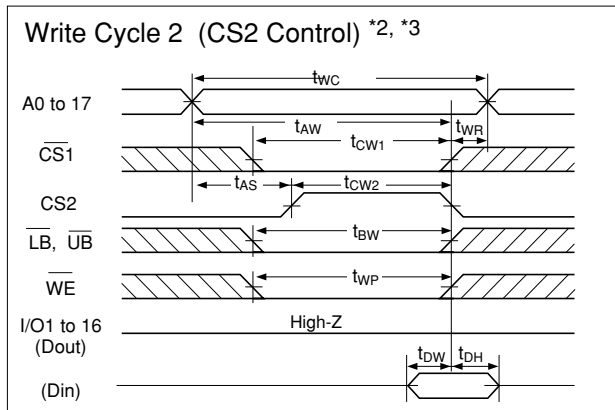 Write Cycle 2 (CS2 Control) *2, *3
tWC
A0 to 17
tAW
tCW1
tWR
CS1
tAS
tCW2
CS2
LB, UB
tBW
WE
tWP
I/O1 to 16
(Dout)
High-Z
tDW
tDH
(Din)